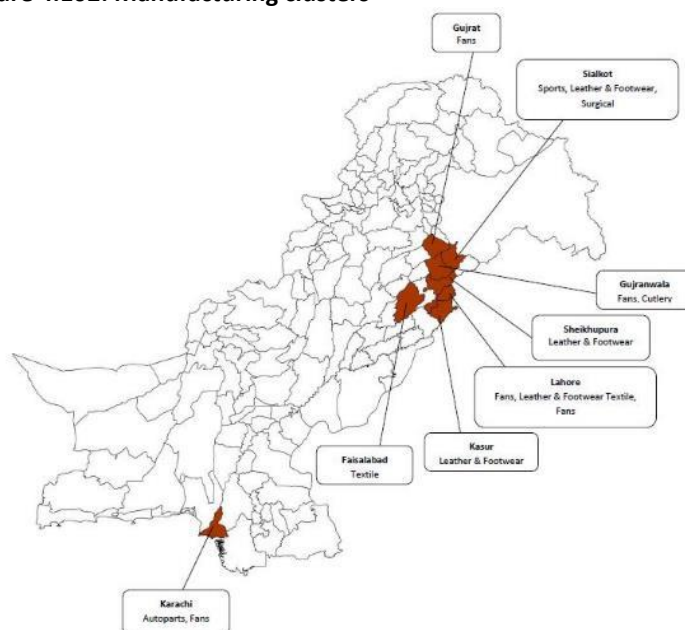 Gujrat
Fans
Sialkot
Sports, Leather & Footwear,
Surgical
Gujranwala
Fans, Cutlery
Sheikhupura
Leather & Footwear
Lahore
Fans, Leather & Footwear Textile,
Fans
Kasur
Leather & Footwear
Faisalabad
Textile
Karachi
Autoparts, Fans